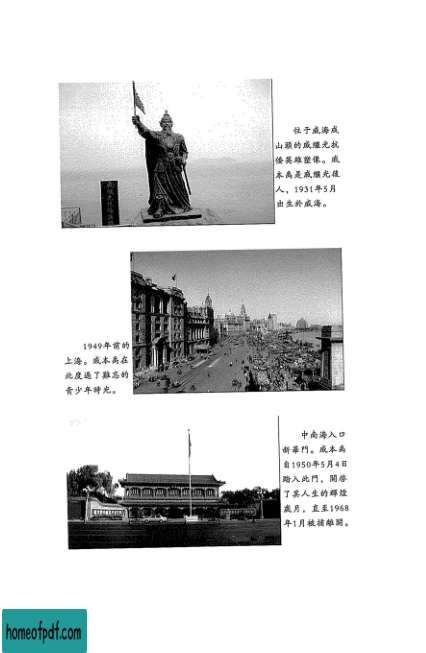 位于威海成
山頭的戚繼光抗
倭英雄塑像。戚
本禹是戚繼光後
人，1931年5月
出生於威海。
1949年前的
上海。戚本禹在
此度過了難忘的
青少年時光。
中南海入口
新華門。戚本禹
自1950年5月4日
踏入此門，開啓
了其人生的輝煌
歲月，直至1968
年1月被捕離開。
homeofpdf.com